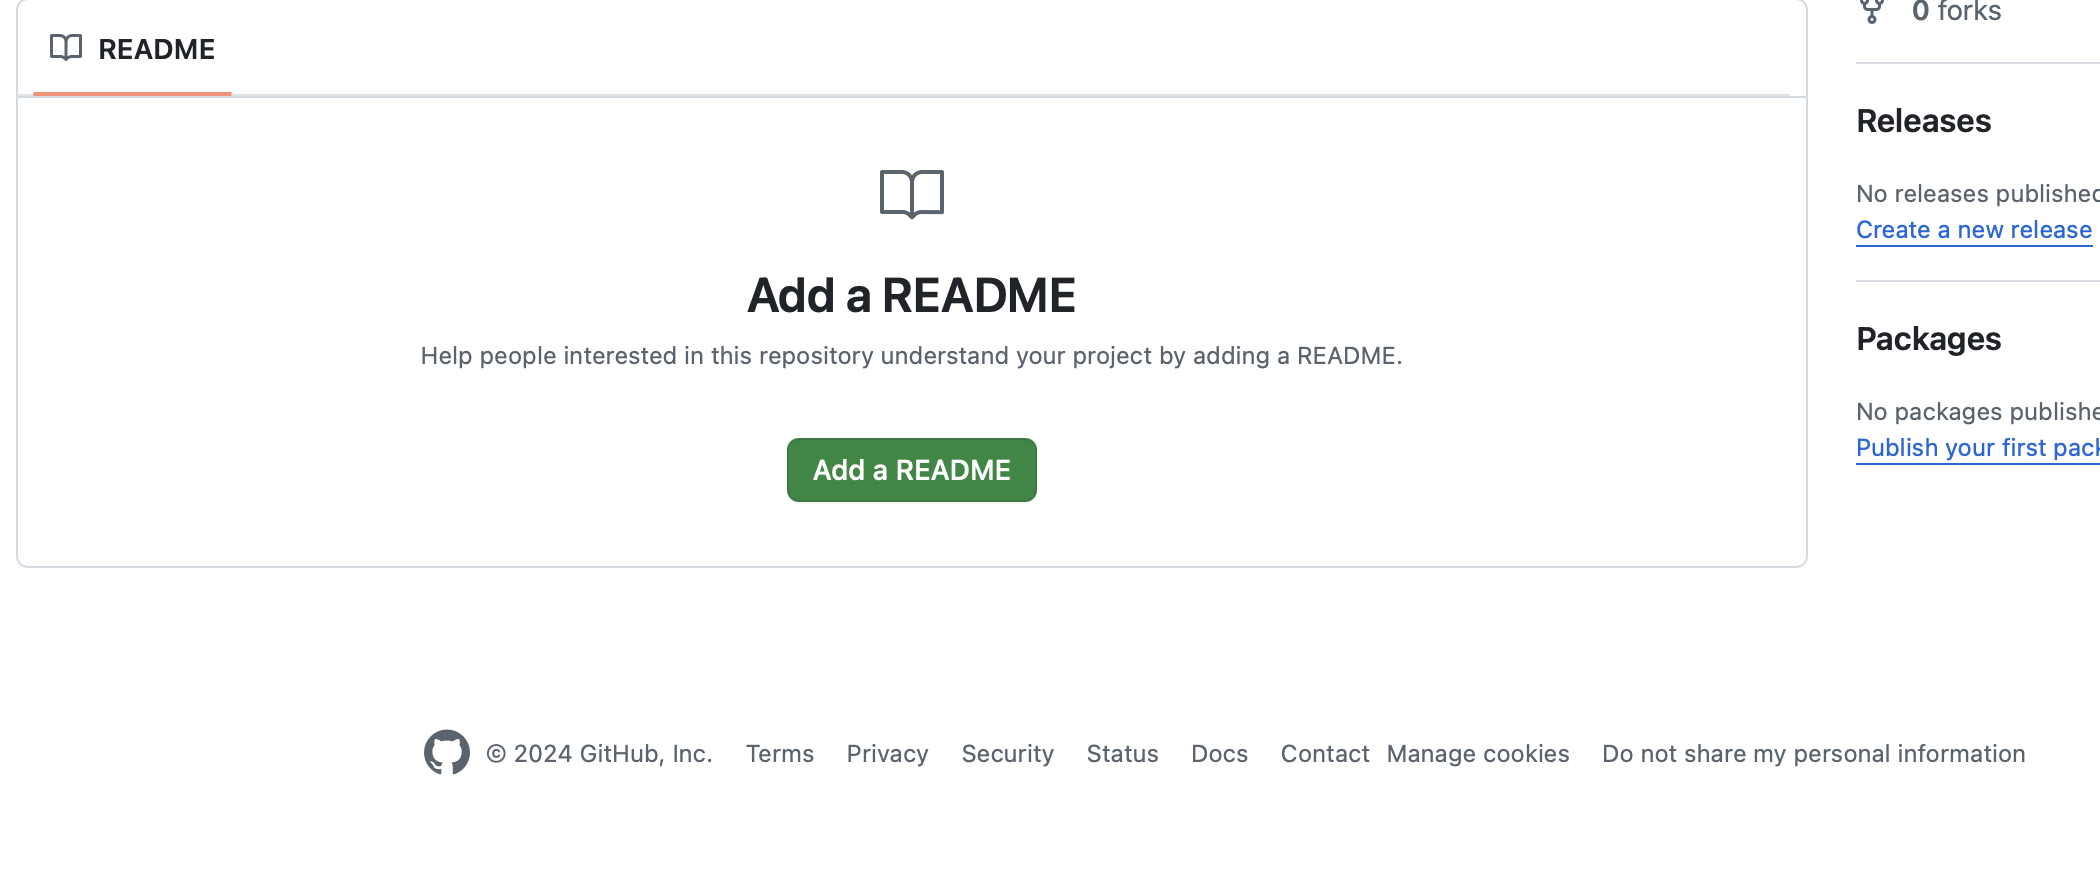 README
Add a README
Help people interested in this repository understand your project by adding a README.
Add a README
0 forks
Releases
No releases published
Create a new release
Packages
No packages publishe
Publish your first pack
© 2024 GitHub, Inc. Terms Privacy Security Status Docs Contact Manage cookies Do not share my personal information